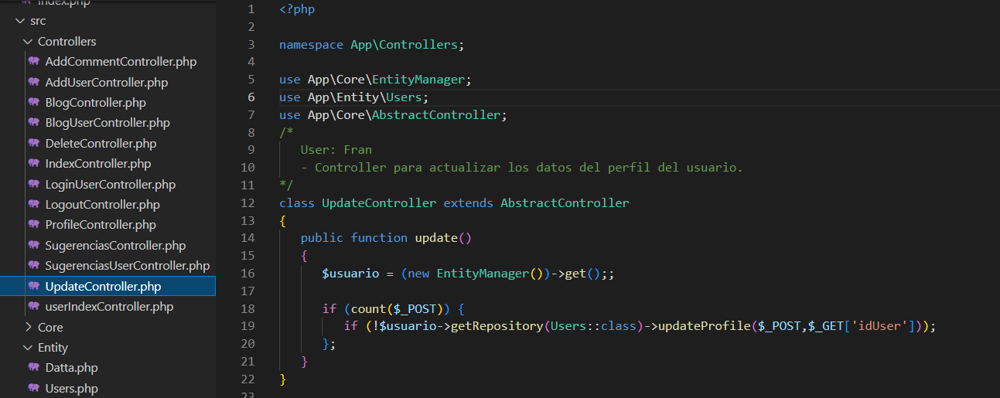 index.php
src
Controllers
AddCommentController.php
AddUserController.php
BlogController.php
BlogUserController.php
DeleteController.php
IndexController.php
LoginUserController.php
LogoutController.php
ProfileController.php
SugerenciasController.php
SugerenciasUserController.php
UpdateController.php
userIndexController.php
Core
Entity
Datta.php
Users.php
1 <?php
2
3 namespace App\Controllers;
4
5 use App\Core\EntityManager;
6 use App\Entity\Users;
7 use App\Core\AbstractController;
8 /*
9 User: Fran
10 - Controller para actualizar los datos del perfil del usuario.
11 */
12 class UpdateController extends AbstractController
13 {
14 public function update()
15 {
16 $usuario = (new EntityManager())->get();;
17
18 if (count($_POST)) {
19 if (!$usuario->getRepository(Users::class)->updateProfile($_POST,$_GET['idUser']));
20 };
21 }
22 }
23